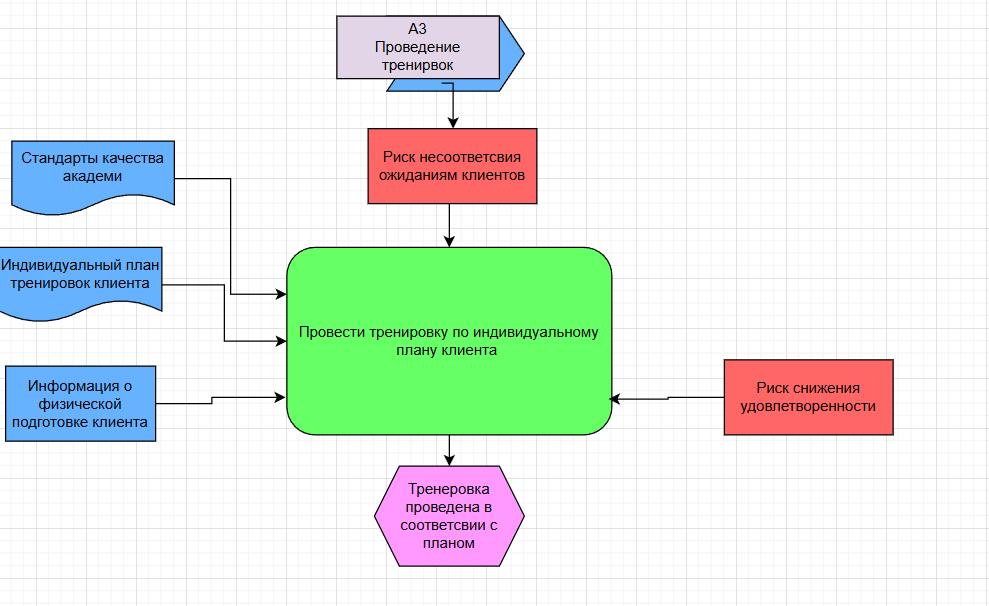 А3
Проведение
тренирвок
Риск несоответсвия
ожиданиям клиентов
Стандарты качества
академи
Индивидуальный план
тренировок клиента
Информация о
физической
подготовке клиента
Провести тренировку по индивидуальному
плану клиента
Риск снижения
удовлетворенности
Тренеровка
проведена в
соответсвии с
планом